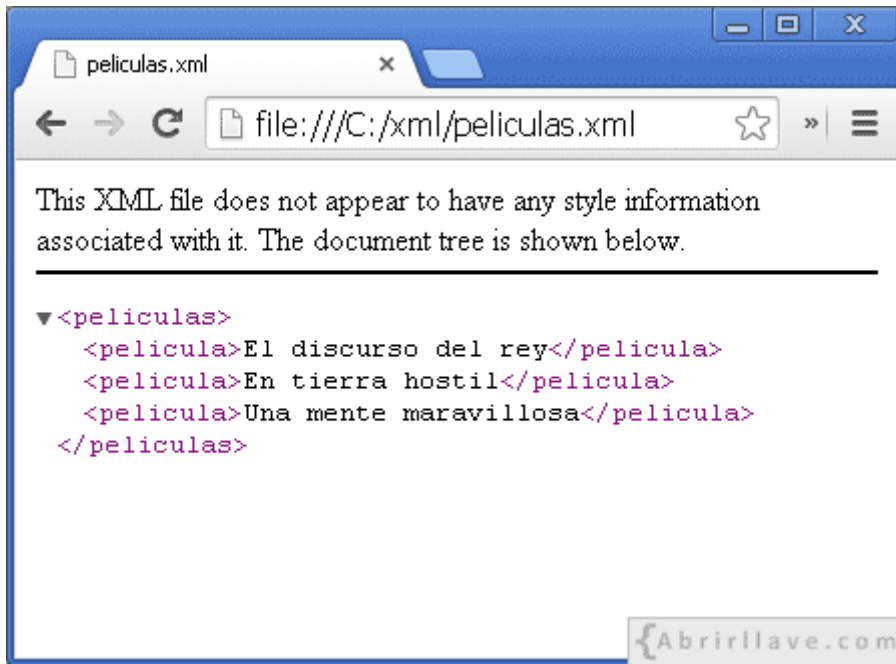 peliculas.xml
file:///C:/xml/peliculas.xml
This XML file does not appear to have any style information
associated with it. The document tree is shown below.
<peliculas>
<pelicula>El discurso del rey</pelicula>
<pelicula>En tierra hostil</pelicula>
<pelicula>Una mente maravillosa</pelicula>
</peliculas>
{Abrirllave.com